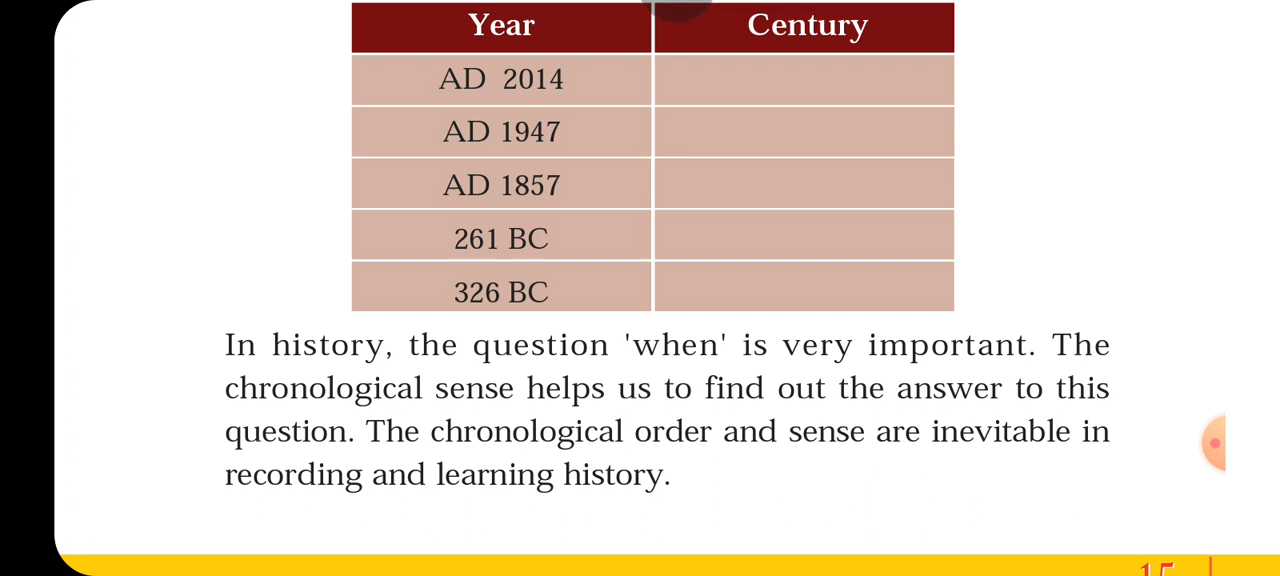 Year Century
AD 2014
AD 1947
AD 1857
261 BC
326 BC
In history, the question 'when' is very important. The
chronological sense helps us to find out the answer to this
question. The chronological order and sense are inevitable in
recording and learning history.
15